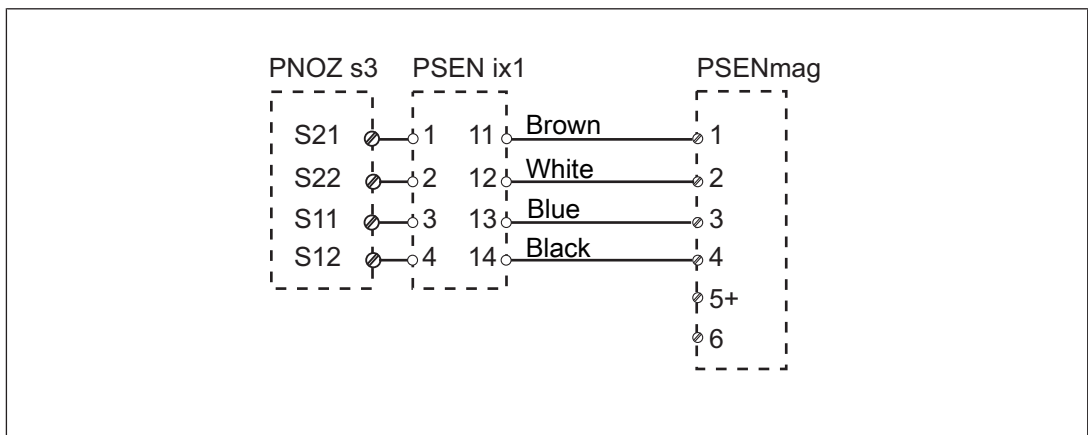 PNOZ s3 PSEN ix1 PSENmag
S21 1 11 Brown 1
S22 2 12 White 2
S11 3 13 Blue 3
S12 4 14 Black 4
5+
6